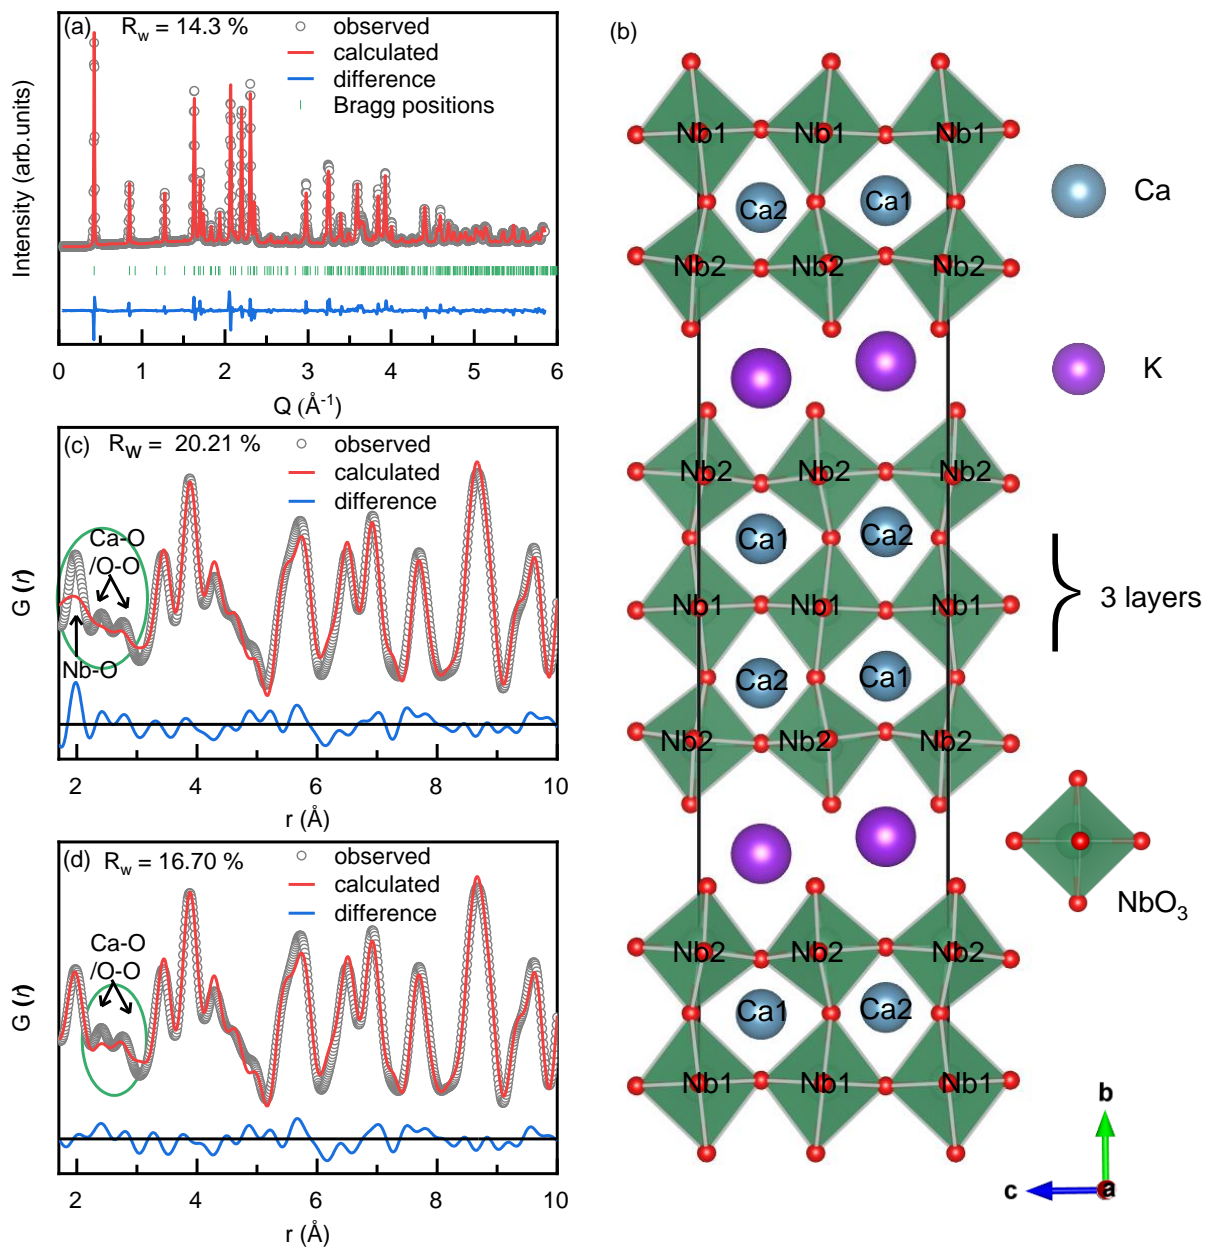 (a) R_w = 14.3 %
observed
calculated
difference
Bragg positions
Intensity (arb.units)
0 1 2 3 4 5 6
Q (Å⁻¹)
(c) R_W = 20.21 %
observed
calculated
difference
Ca-O
/O-O
Nb-O
G (r)
2 4 6 8 10
r (Å)
(d) R_w = 16.70 %
observed
calculated
difference
Ca-O
/O-O
G (r)
2 4 6 8 10
r (Å)
(b)
Nb1 Nb1 Nb1
Ca2 Ca1
Nb2 Nb2 Nb2
Nb2 Nb2 Nb2
Ca1 Ca2
Nb1 Nb1 Nb1
Ca2 Ca1
Nb2 Nb2 Nb2
Nb2 Nb2 Nb2
Ca1 Ca2
Nb1 Nb1 Nb1
Ca
K
3 layers
NbO₃
b
c a